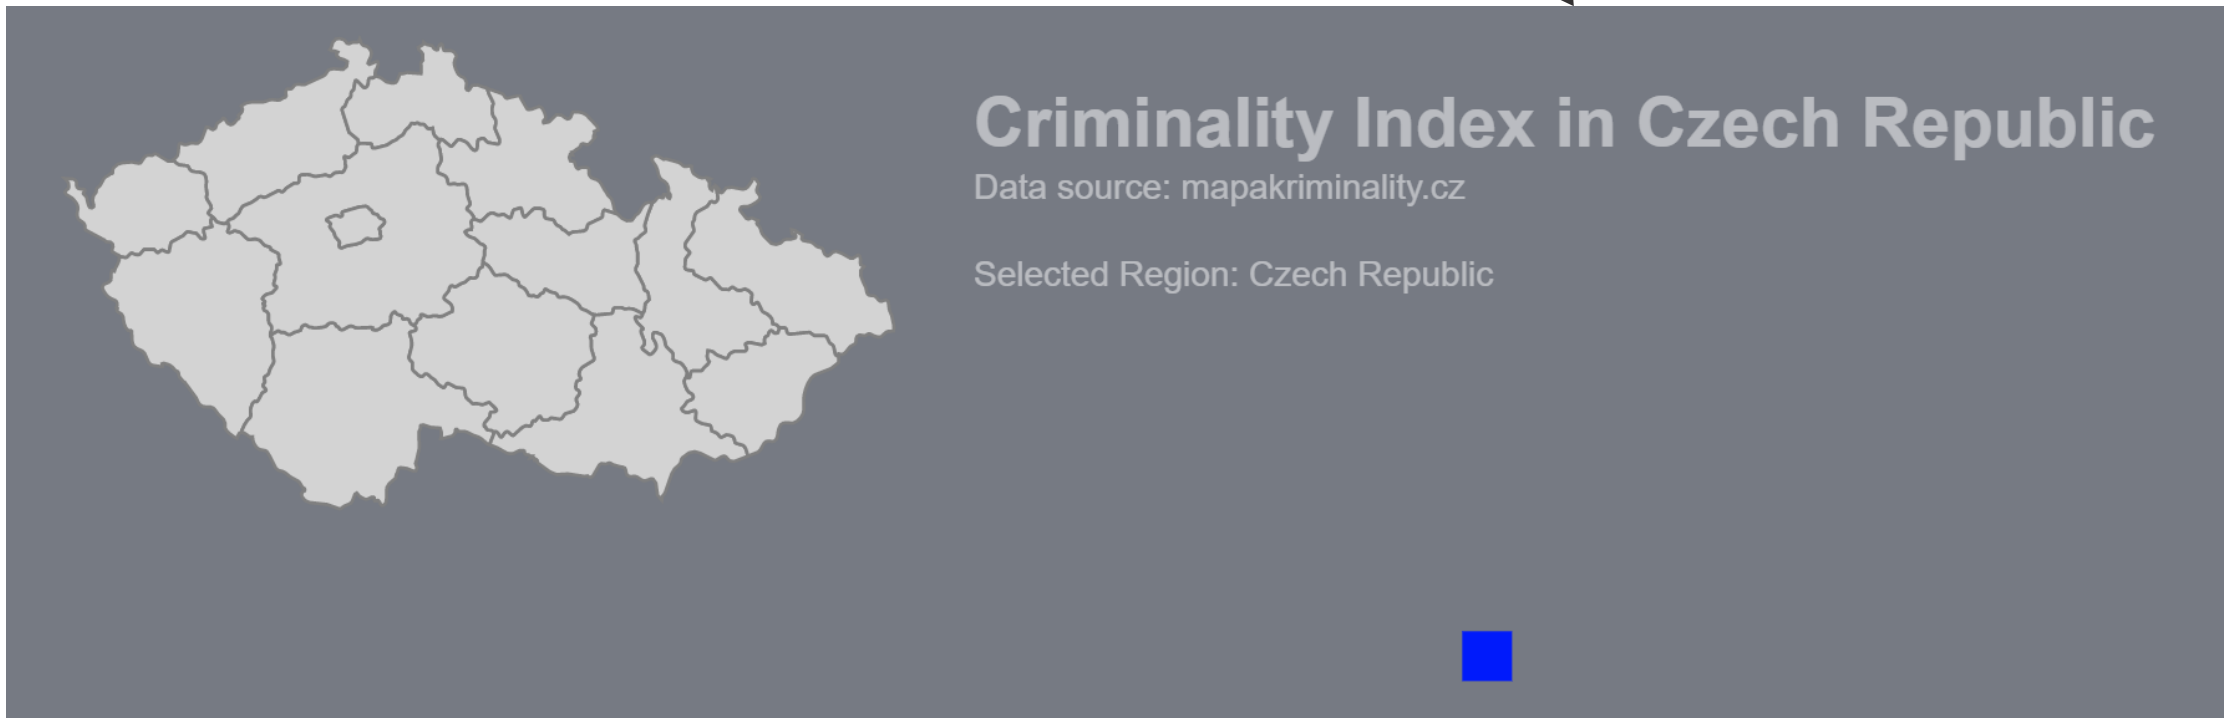 Criminality Index in Czech Republic
Data source: mapakriminality.cz
Selected Region: Czech Republic